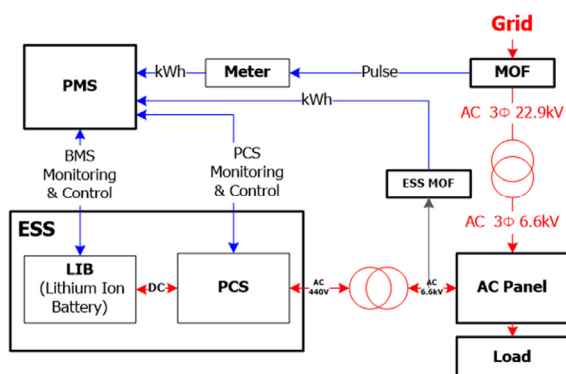 Grid
kWh
Meter
Pulse
MOF
PMS
kWh
AC 3Φ 22.9kV
BMS
Monitoring
& Control
PCS
Monitoring
& Control
ESS MOF
AC 3Φ 6.6kV
ESS
LIB
(Lithium Ion
Battery)
DC
PCS
AC
440V
AC
6.6kV
AC Panel
Load